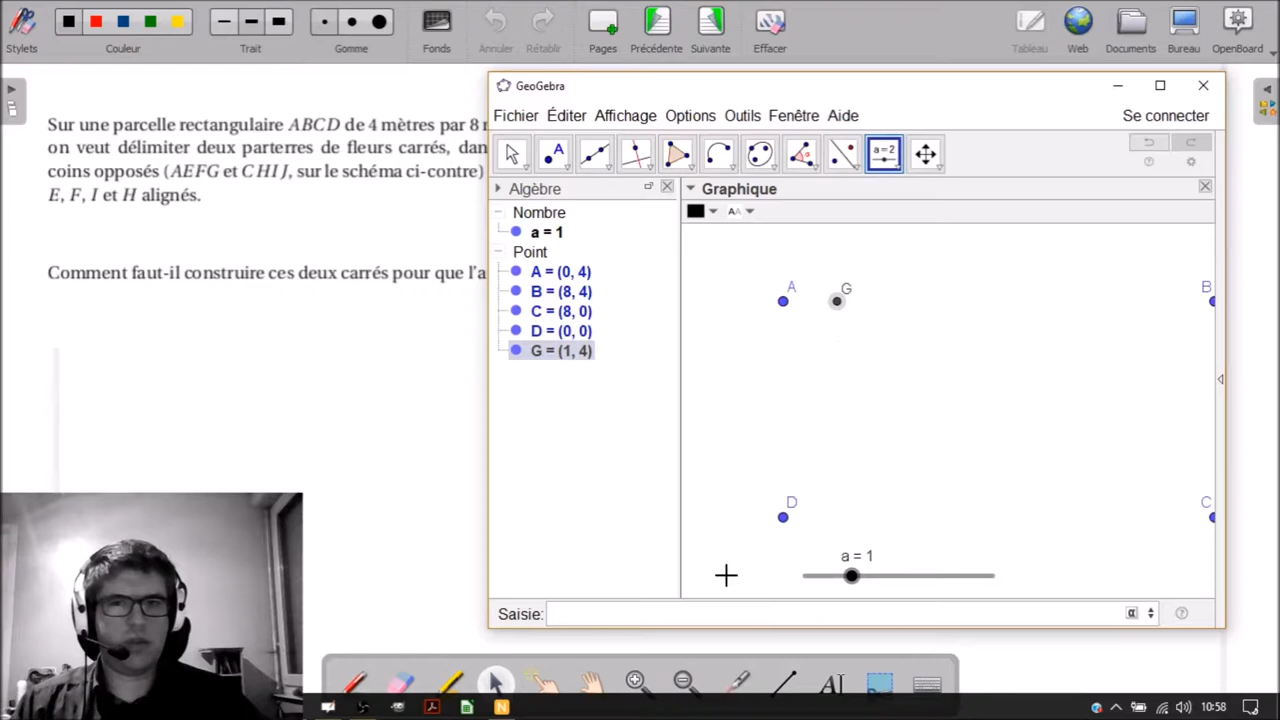 Stylets
Couleur
Trait
Gomme
Fonds
Annuler
Rétablir
Pages
Précédente
Suivante
Effacer
Tableau
Web
Documents
Bureau
OpenBoard
Sur une parcelle rectangulaire ABCD de 4 mètres par 8
on veut délimiter deux parterres de fleurs carrés,
coins opposés (AEFG et CHIJ, sur le schéma ci-contre)
E, F, I et H alignés.
Comment faut-il construire ces deux carrés pour que l'a
GeoGebra
Fichier Éditer Affichage Options Outils Fenêtre Aide
Se connecter
A
a=2
Algèbre
Graphique
AA
Nombre
a = 1
Point
A = (0, 4)
B = (8, 4)
C = (8, 0)
D = (0, 0)
G = (1, 4)
A
G
B
D
C
a = 1
Saisie:
α
AI
N
10:58